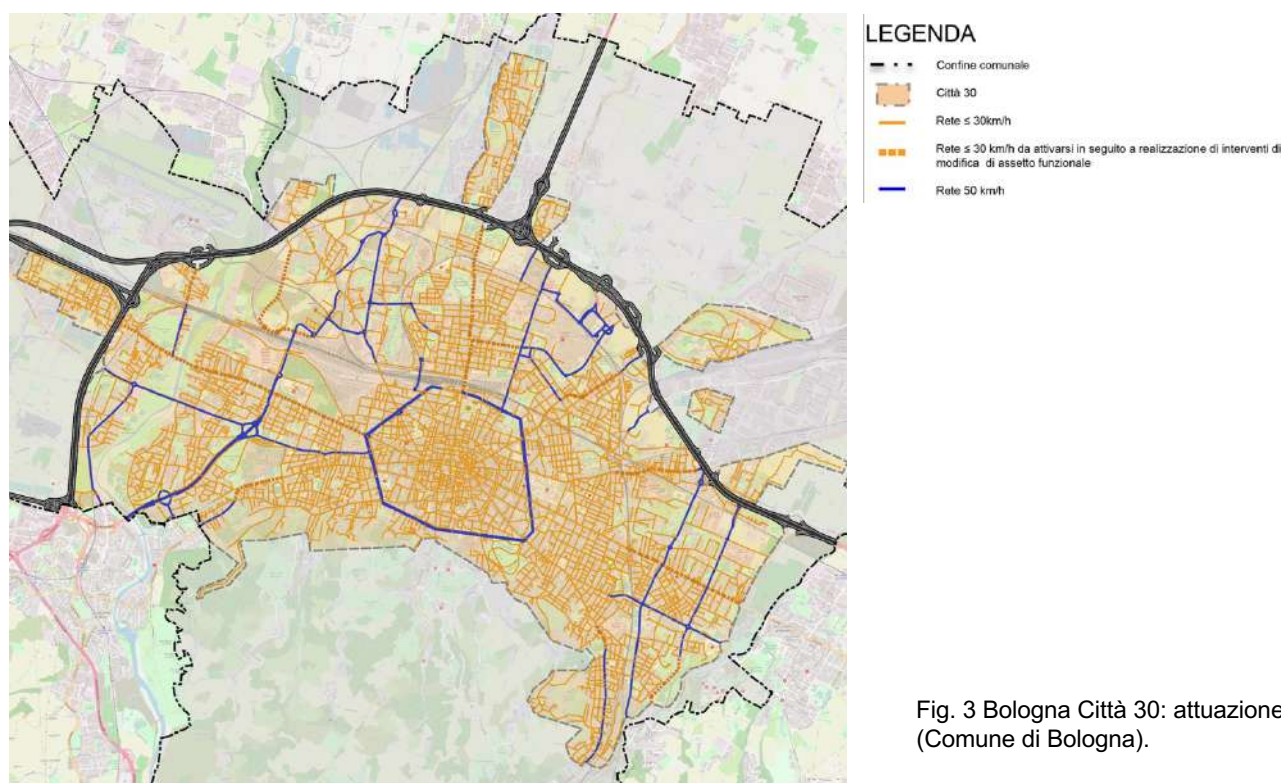 LEGENDA
Confine comunale
Città 30
Rete ≤ 30km/h
Rete ≤ 30 km/h da attivarsi in seguito a realizzazione di interventi di
modifica di assetto funzionale
Rete 50 km/h
Fig. 3 Bologna Città 30: attuazione
(Comune di Bologna).